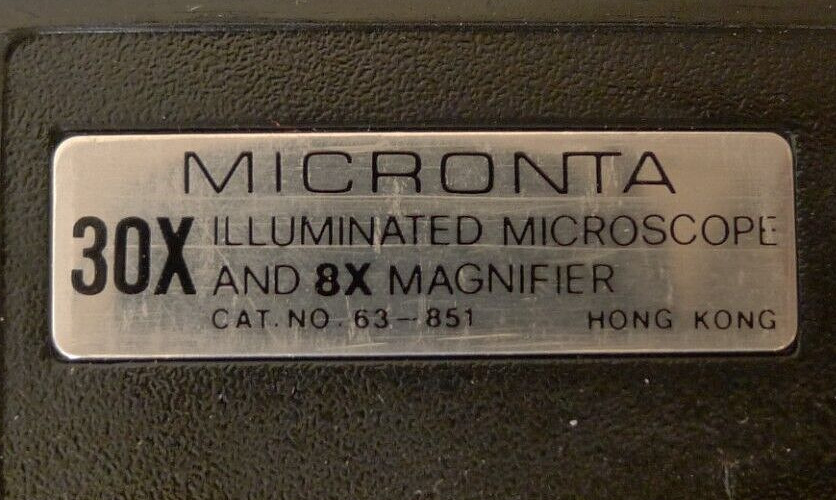 MICRONTA
30X ILLUMINATED MICROSCOPE
AND 8X MAGNIFIER
CAT. NO. 63-851 HONG KONG